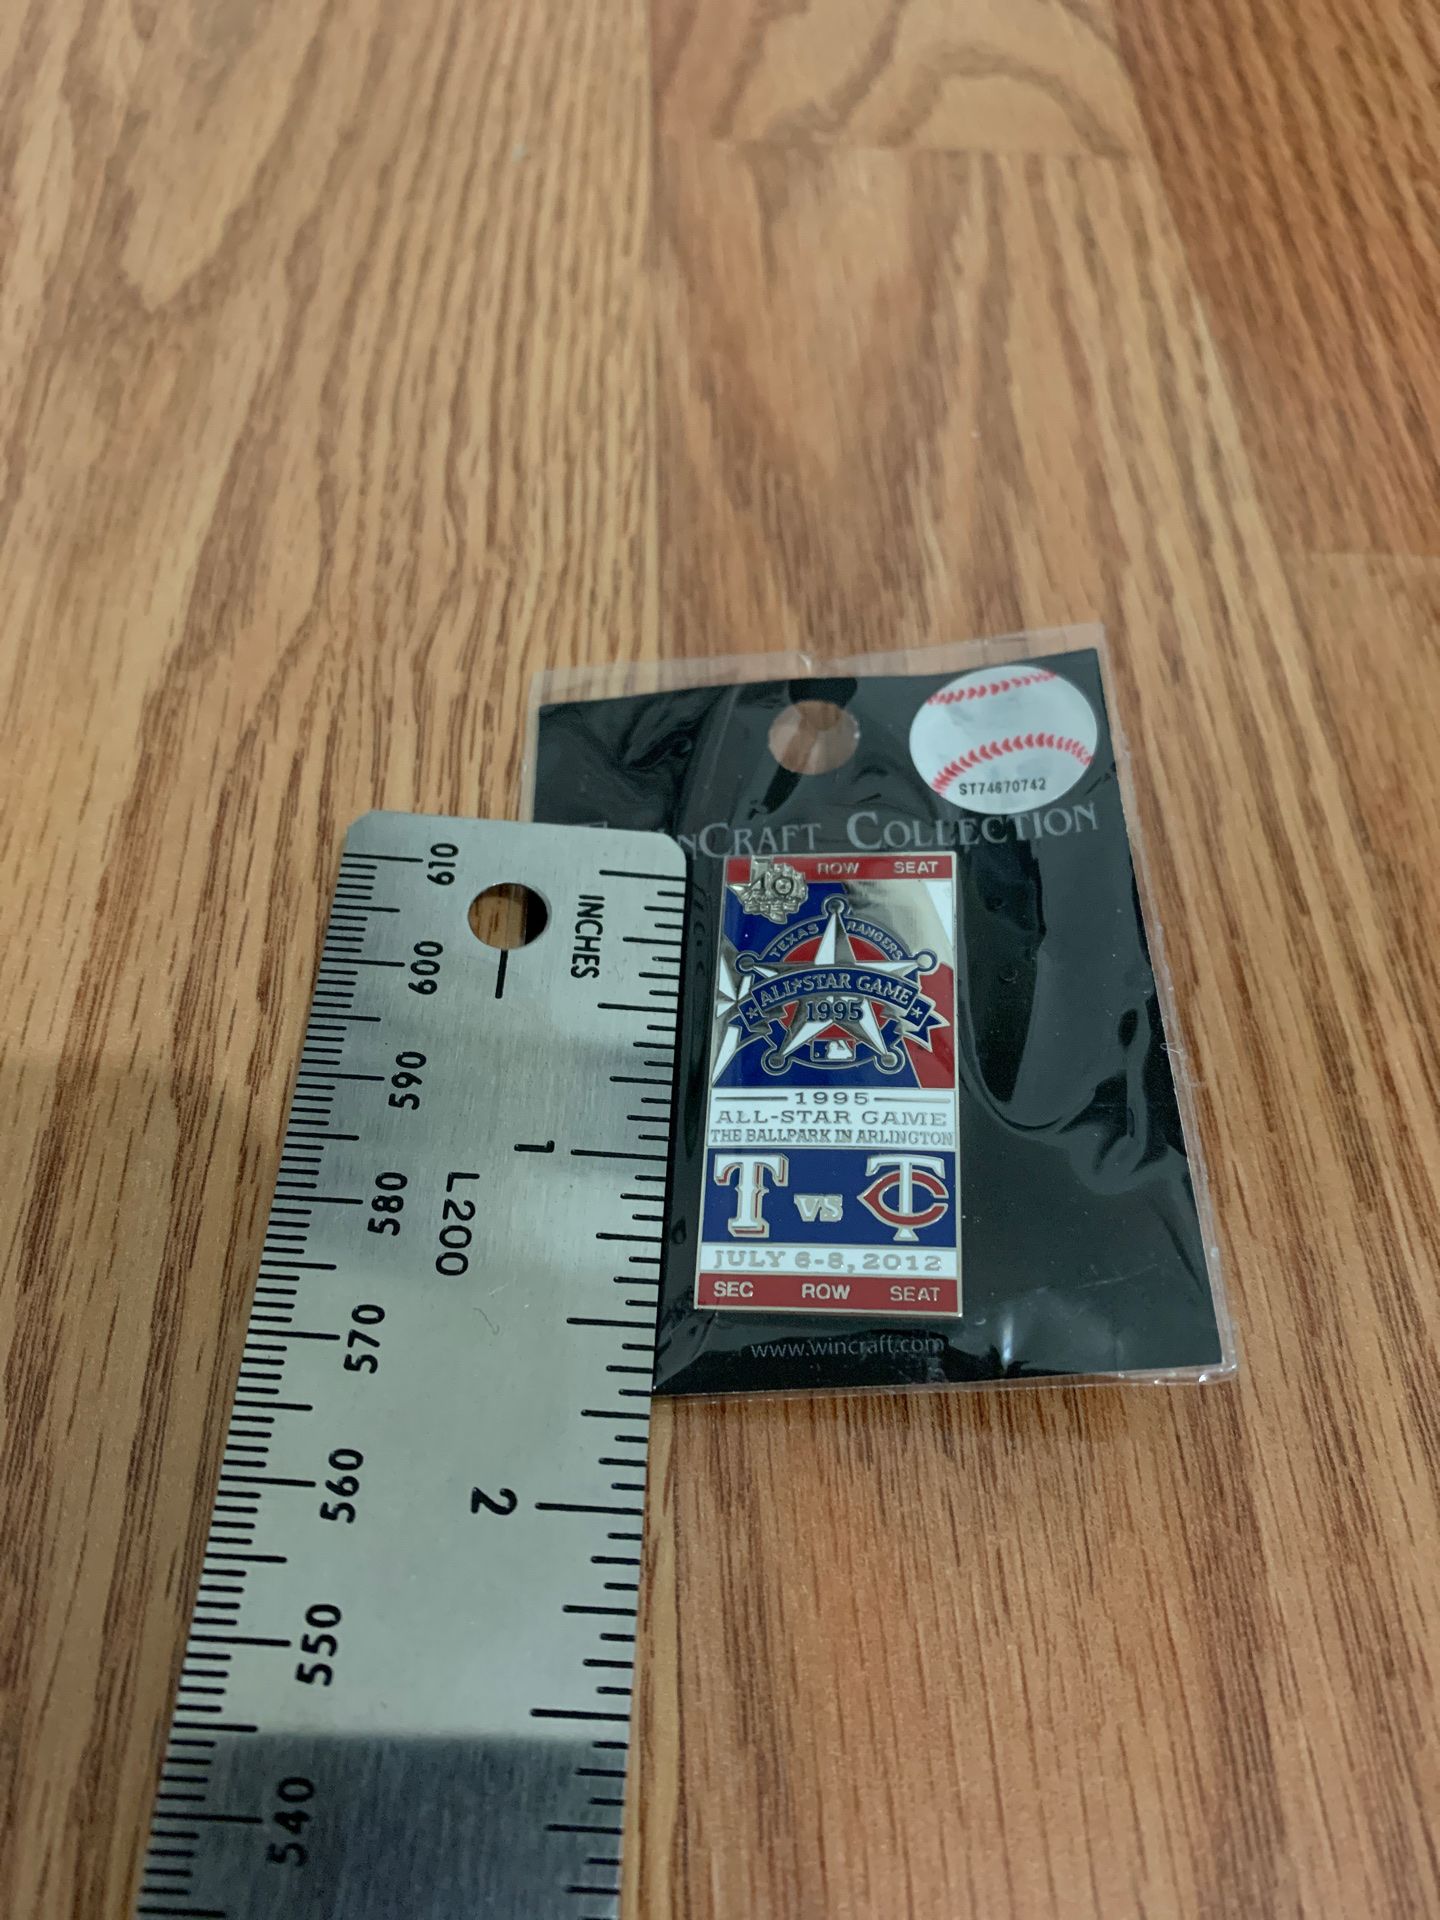 ST74670742
CRAFT COLLECTION
40 ROW SEAT
TEXAS RANGERS
ALL★STAR GAME
1995
1995
ALL-STAR GAME
THE BALLPARK IN ARLINGTON
T VS TC
JULY 6-8, 2012
SEC ROW SEAT
www.wincraft.com
INCHES
1
2
L200
610
600
590
580
570
560
550
540